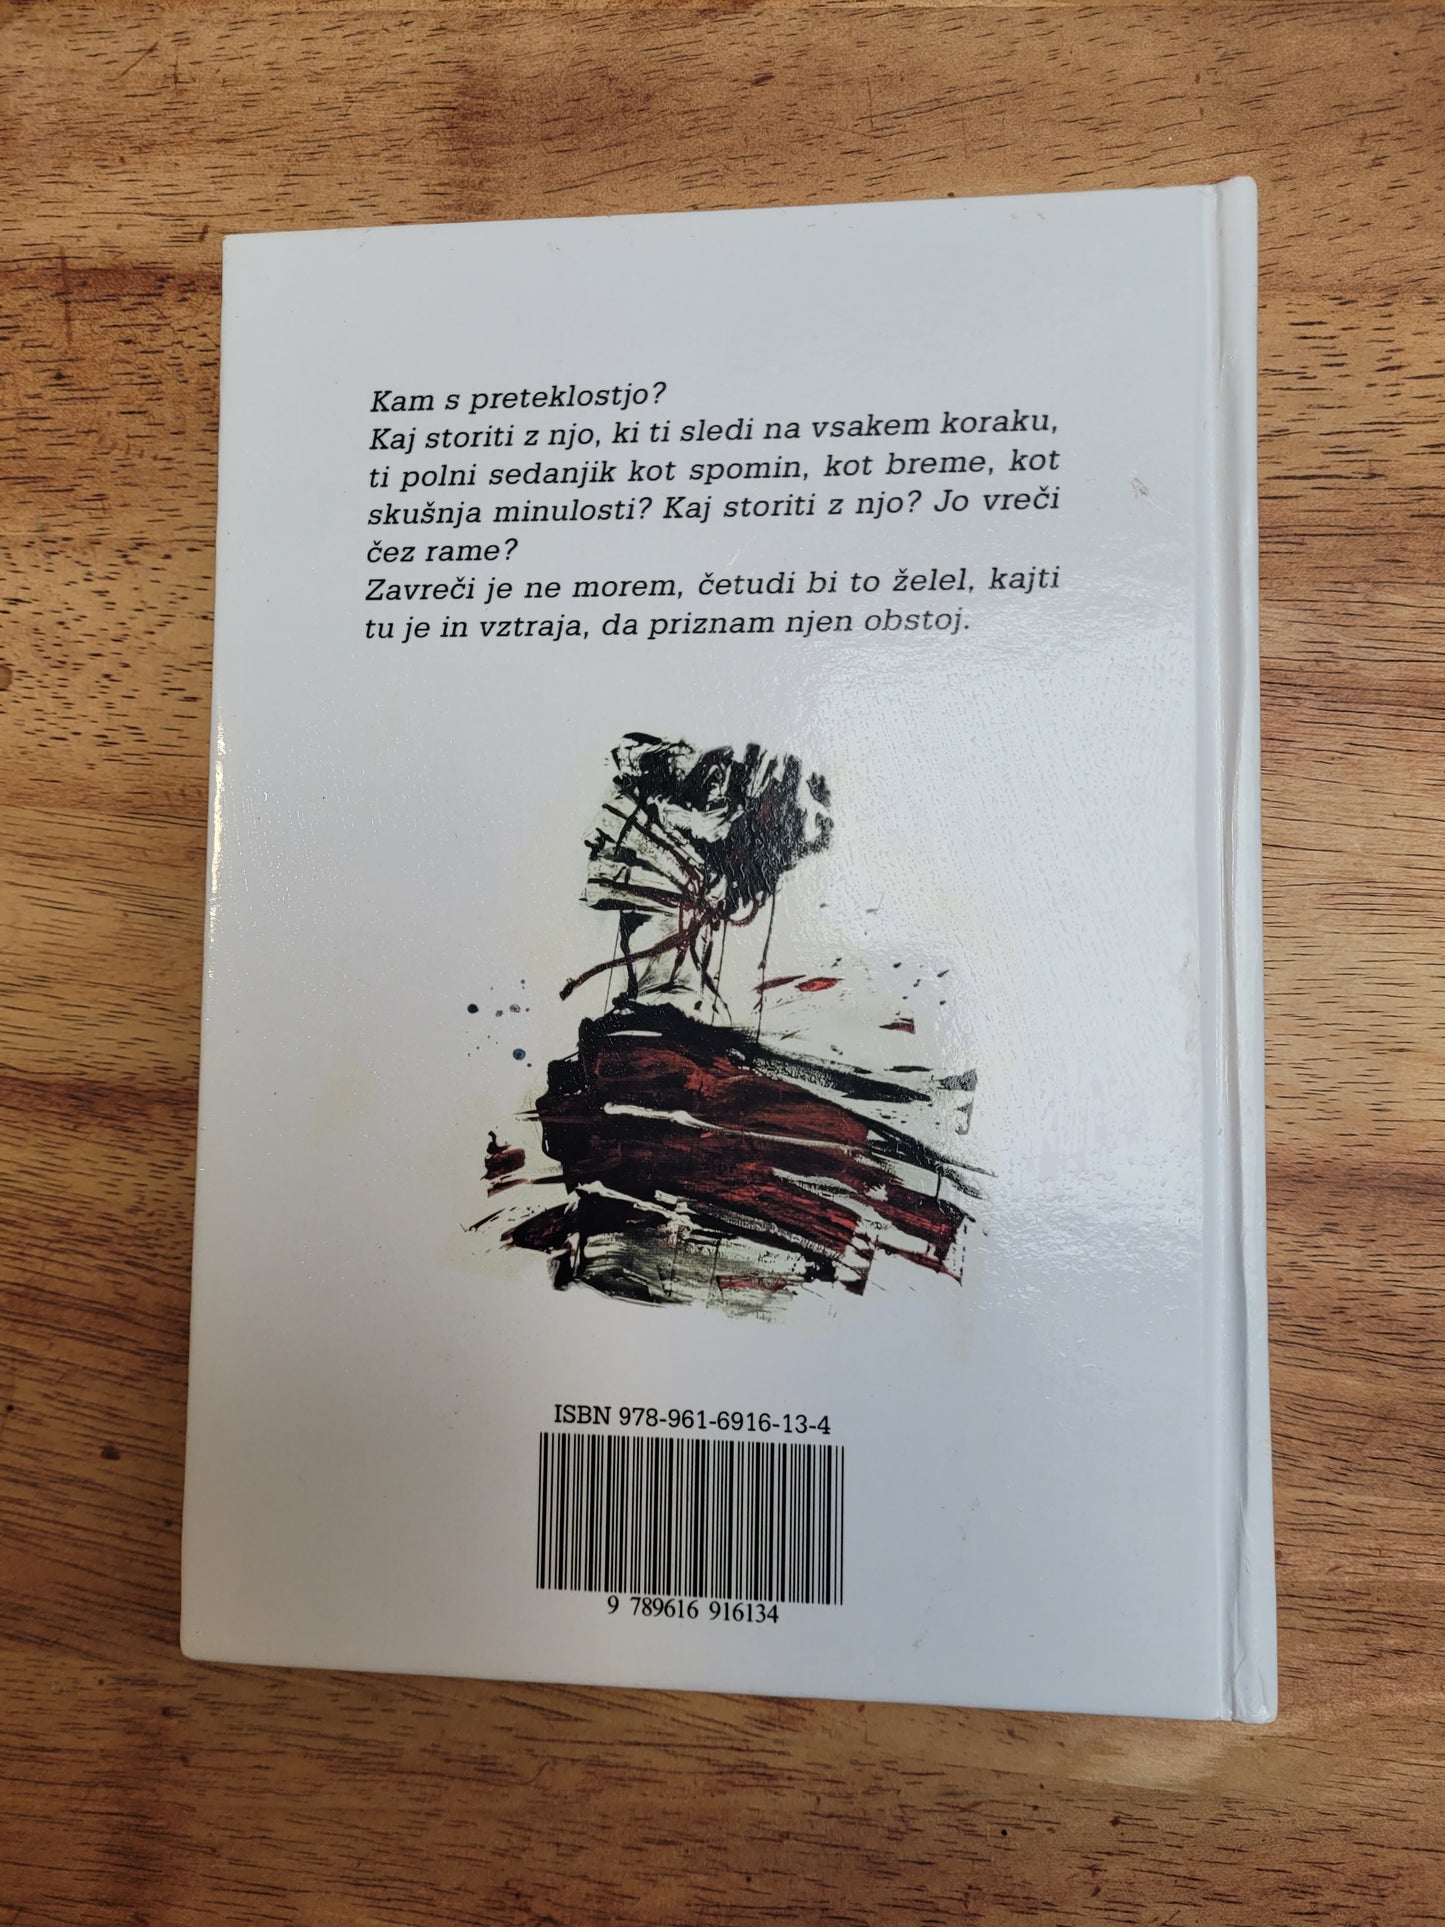 Kam s preteklostjo?
Kaj storiti z njo, ki ti sledi na vsakem koraku,
ti polni sedanjik kot spomin, kot breme, kot
skušnja minulosti? Kaj storiti z njo? Jo vreči
čez rame?
Zavreči je ne morem, četudi bi to želel, kajti
tu je in vztraja, da priznam njen obstoj.
ISBN 978-961-6916-13-4
9 789616 916134